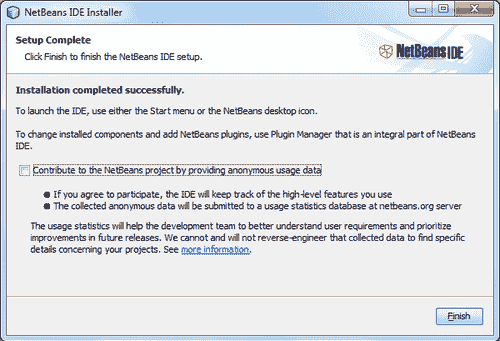 NetBeans IDE Installer
Setup Complete
Click Finish to finish the NetBeans IDE setup.
NetBeans IDE
Installation completed successfully.
To launch the IDE, use either the Start menu or the NetBeans desktop icon.
To change installed components and add NetBeans plugins, use Plugin Manager that is an integral part of NetBeans
IDE.
Contribute to the NetBeans project by providing anonymous usage data
If you agree to participate, the IDE will keep track of the high-level features you use
The collected anonymous data will be submitted to a usage statistics database at netbeans.org server
The usage statistics will help the development team to better understand user requirements and prioritize
improvements in future releases. We cannot and will not reverse-engineer that collected data to find specific
details concerning your projects. See more information.
Finish